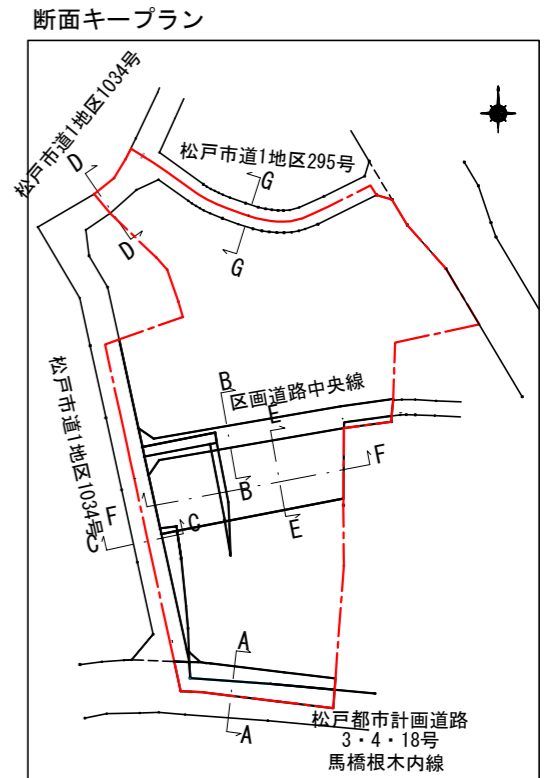 断面キープラン
松戸市道1地区1034号
松戸市道1地区295号
D
D
G
G
B
区画道路中央線
E
F
B
松戸市道1地区1034号
F
C
C
E
A
A
松戸都市計画道路
3・4・18号
馬橋根木内線